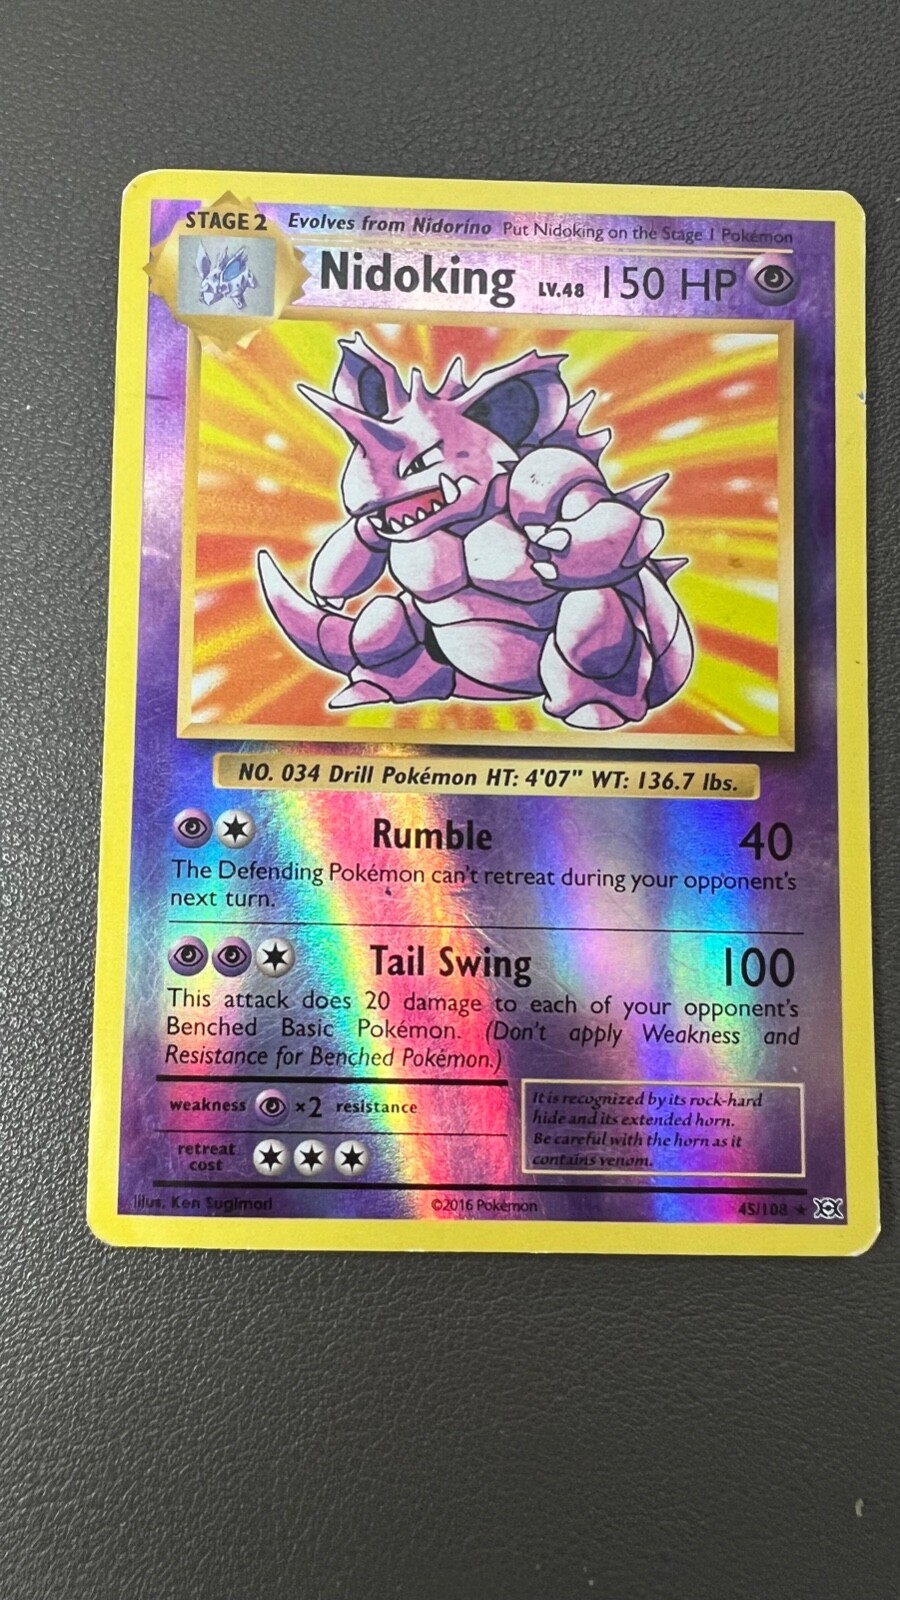 STAGE 2 Evolves from Nidorino Put Nidoking on the Stage 1 Pokémon
Nidoking LV.48 150 HP
NO. 034 Drill Pokémon HT: 4'07" WT: 136.7 lbs.
Rumble 40
The Defending Pokémon can't retreat during your opponent's
next turn.
Tail Swing 100
This attack does 20 damage to each of your opponent's
Benched Basic Pokémon. (Don't apply Weakness and
Resistance for Benched Pokémon.)
weakness ×2 resistance
retreat
cost
It is recognized by its rock-hard
hide and its extended horn.
Be careful with the horn as it
contains venom.
Illus. Ken Sugimori ©2016 Pokémon 45/108 ★